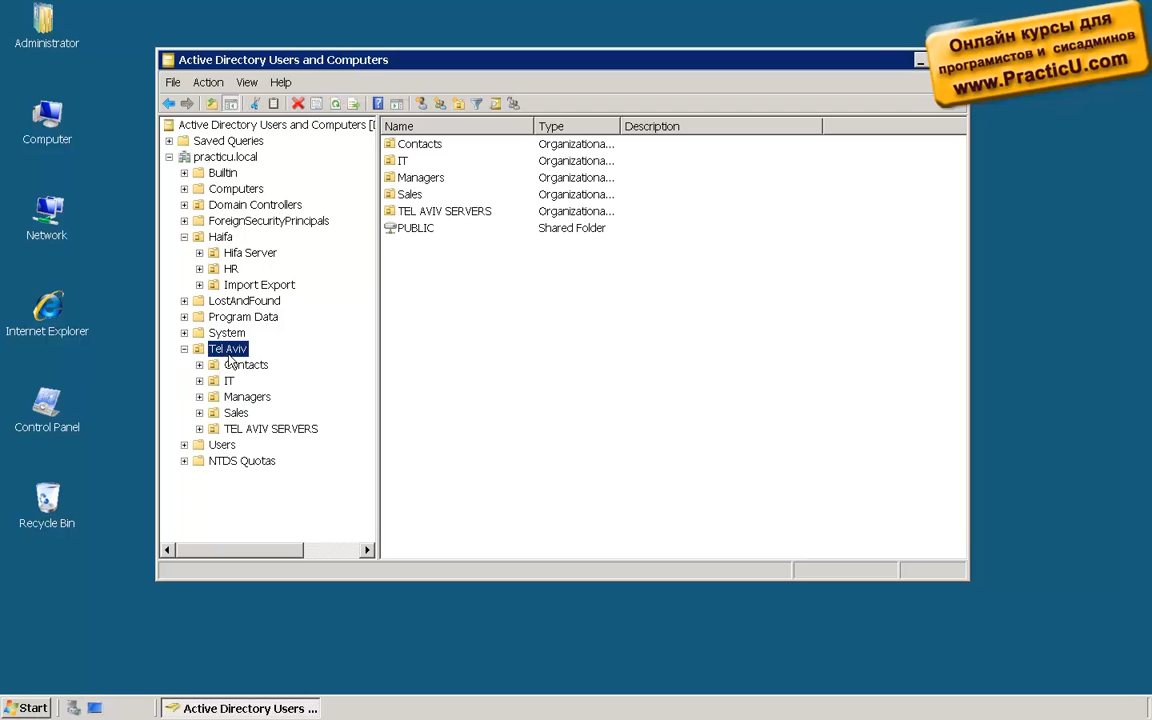 Administrator
Computer
Network
Internet Explorer
Control Panel
Recycle Bin
Онлайн курсы для
програмистов и сисадминов
www.PracticU.com
Active Directory Users and Computers
File Action View Help
Active Directory Users and Computers [
Saved Queries
practicu.local
Builtin
Computers
Domain Controllers
ForeignSecurityPrincipals
Haifa
Hifa Server
HR
Import Export
LostAndFound
Program Data
System
Tel Aviv
Contacts
IT
Managers
Sales
TEL AVIV SERVERS
Users
NTDS Quotas
Name Type Description
Contacts Organizationa...
IT Organizationa...
Managers Organizationa...
Sales Organizationa...
TEL AVIV SERVERS Organizationa...
PUBLIC Shared Folder
Start
Active Directory Users ...